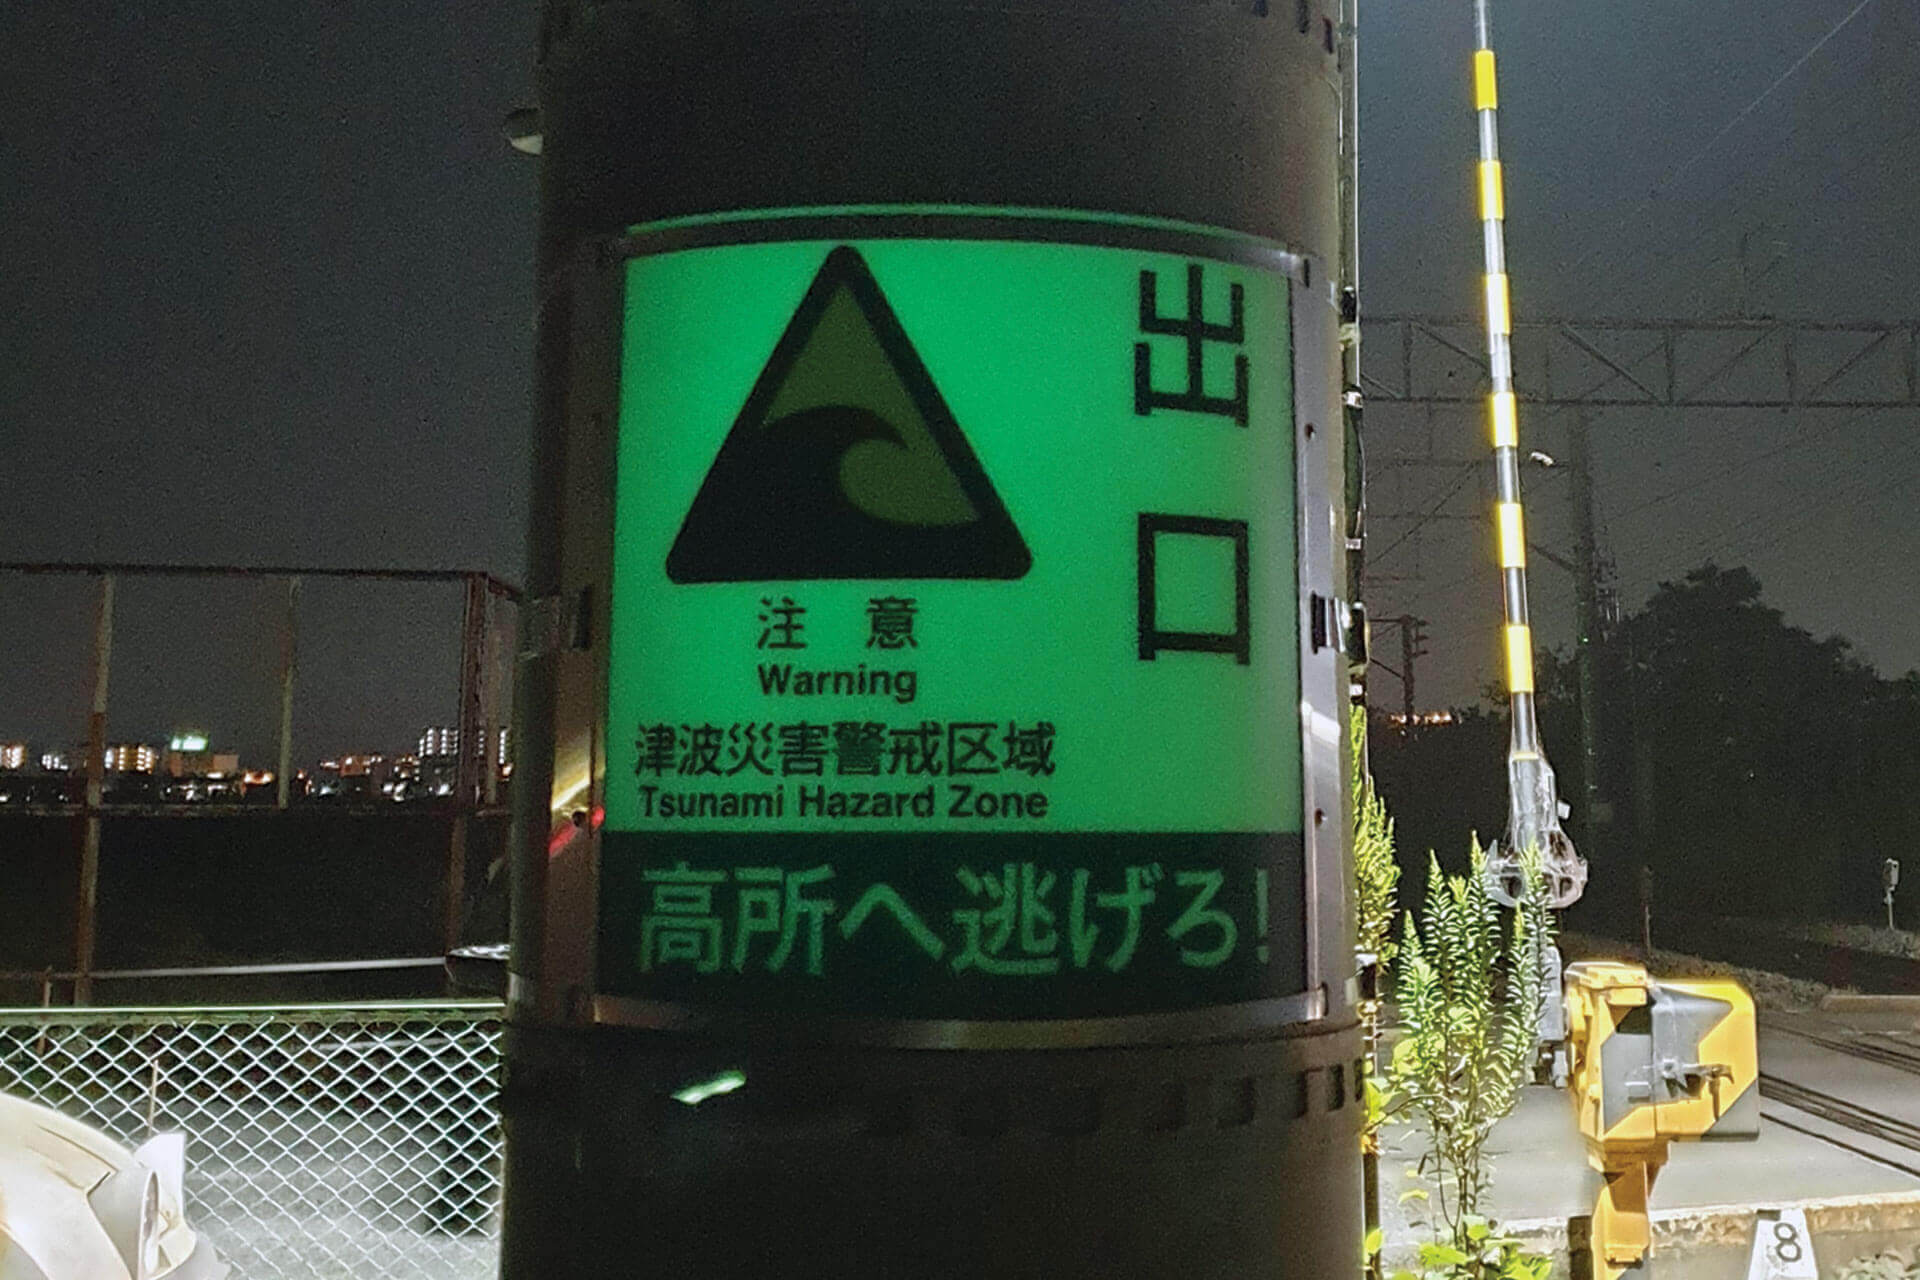 出口
注意
Warning
津波災害警戒区域
Tsunami Hazard Zone
高所へ逃げろ!
8